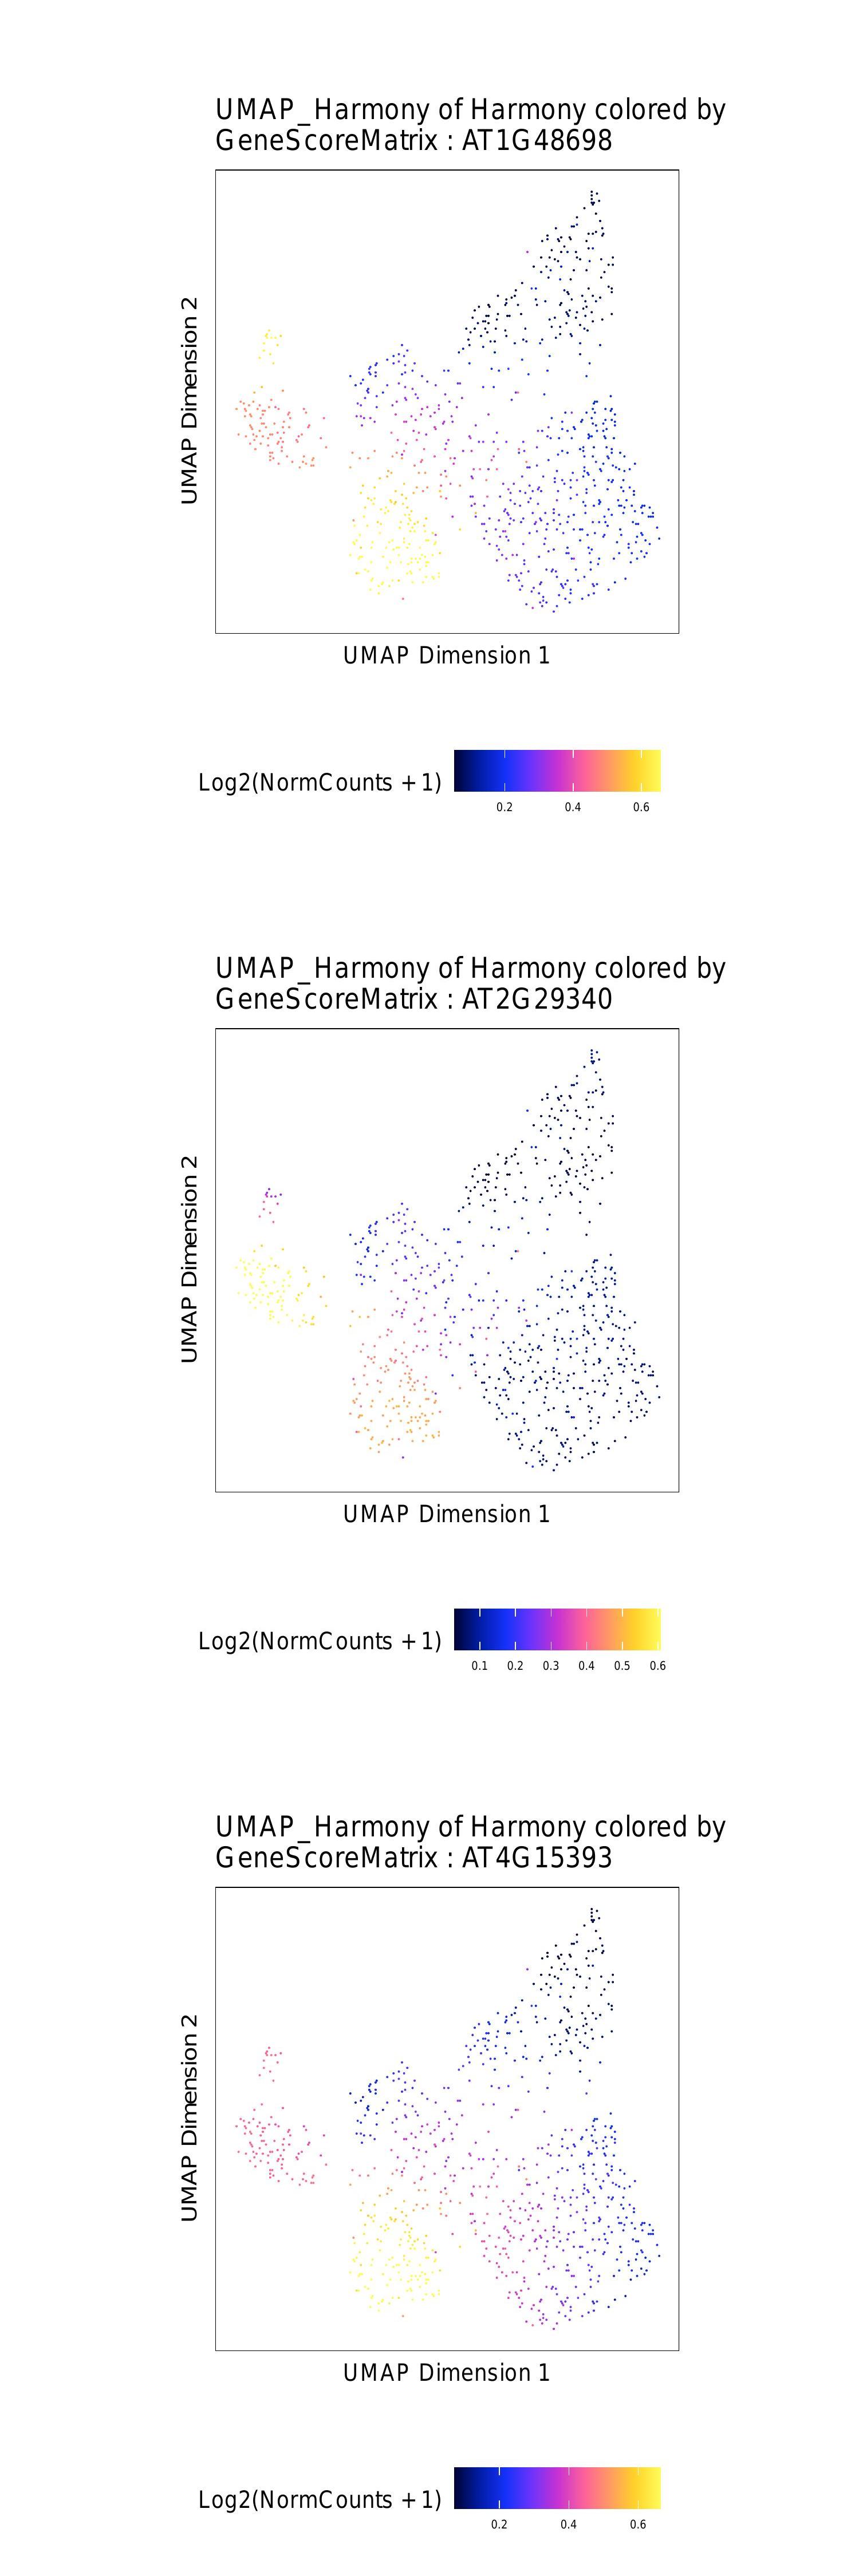 UMAP_Harmony of Harmony colored by
GeneScoreMatrix : AT1G48698
UMAP Dimension 2
UMAP Dimension 1
Log2(NormCounts + 1)
0.2 0.4 0.6
UMAP_Harmony of Harmony colored by
GeneScoreMatrix : AT2G29340
UMAP Dimension 2
UMAP Dimension 1
Log2(NormCounts + 1)
0.1 0.2 0.3 0.4 0.5 0.6
UMAP_Harmony of Harmony colored by
GeneScoreMatrix : AT4G15393
UMAP Dimension 2
UMAP Dimension 1
Log2(NormCounts + 1)
0.2 0.4 0.6